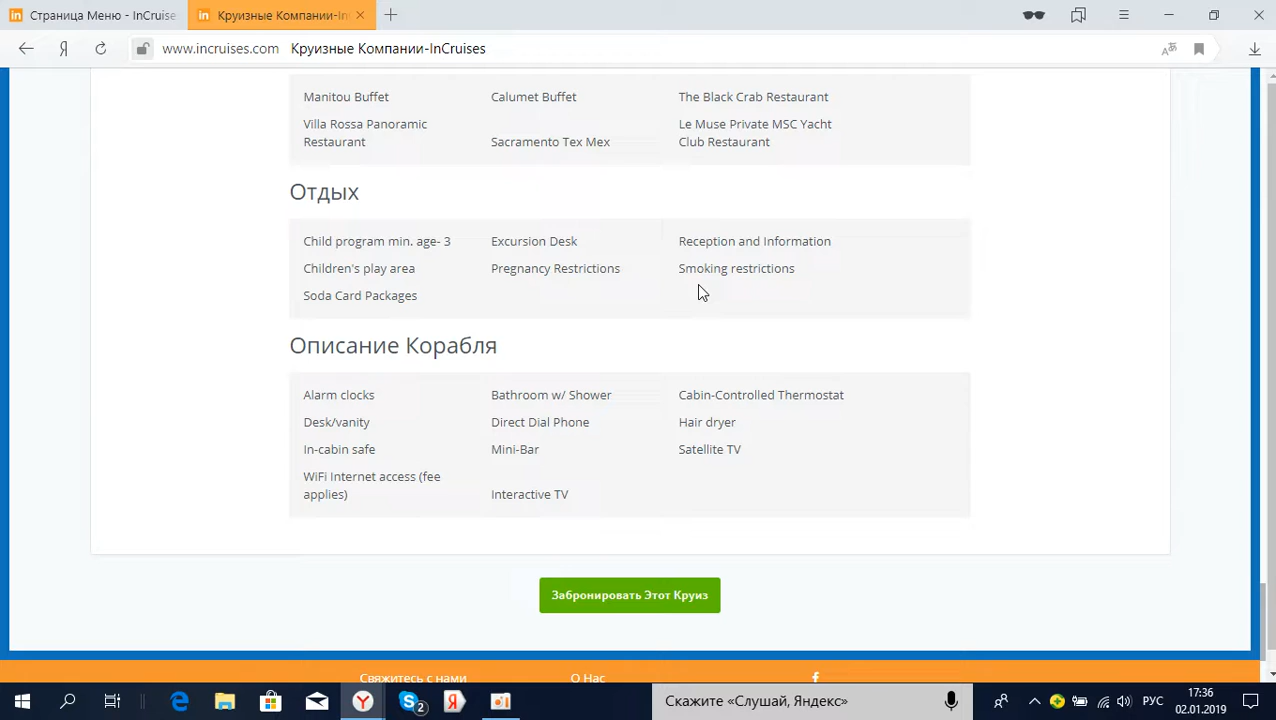 Страница Меню - InCruise
Круизные Компании-In
www.incruises.com Круизные Компании-InCruises
Manitou Buffet
Calumet Buffet
The Black Crab Restaurant
Villa Rossa Panoramic
Restaurant
Sacramento Tex Mex
Le Muse Private MSC Yacht
Club Restaurant
Отдых
Child program min. age- 3
Excursion Desk
Reception and Information
Children's play area
Pregnancy Restrictions
Smoking restrictions
Soda Card Packages
Описание Корабля
Alarm clocks
Bathroom w/ Shower
Cabin-Controlled Thermostat
Desk/vanity
Direct Dial Phone
Hair dryer
In-cabin safe
Mini-Bar
Satellite TV
WiFi Internet access (fee
applies)
Interactive TV
Забронировать Этот Круиз
Свяжитесь с нами
О Нас
Скажите «Слушай, Яндекс»
РУС
17:36
02.01.2019